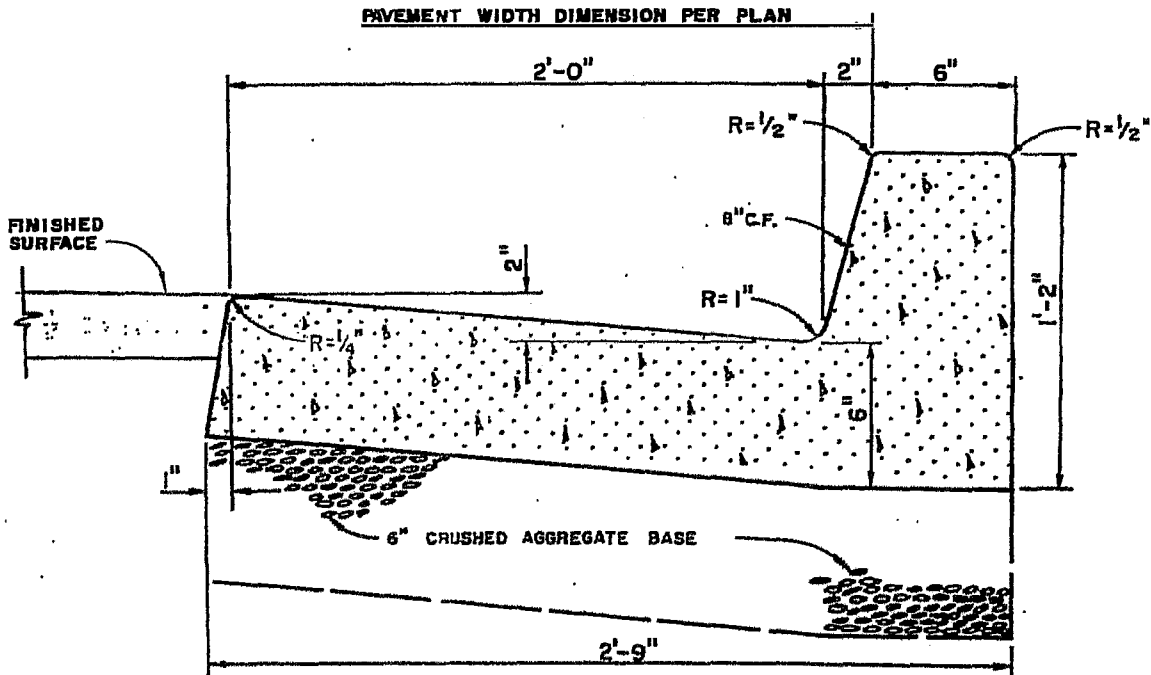 PAVEMENT WIDTH DIMENSION PER PLAN
2'-0"
2"
6"
R=1/2"
R=1/2"
FINISHED
SURFACE
8"C.F.
2"
R=1"
1'-2"
R=1/4"
6"
1"
6" CRUSHED AGGREGATE BASE
2'-9"